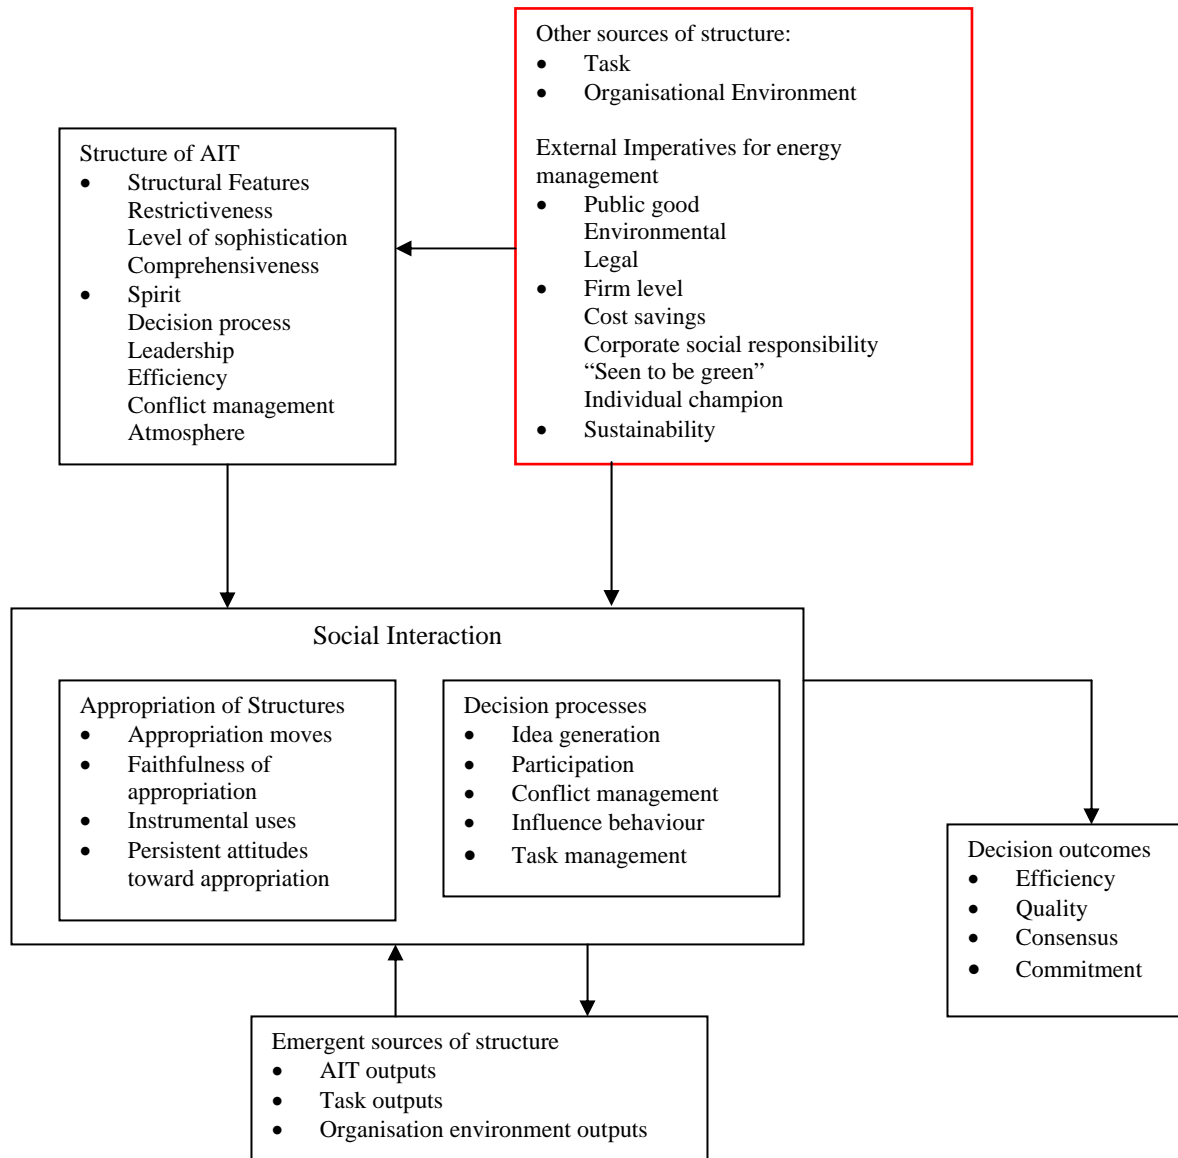 Other sources of structure:
• Task
• Organisational Environment
External Imperatives for energy
management
• Public good
Environmental
Legal
• Firm level
Cost savings
Corporate social responsibility
“Seen to be green”
Individual champion
• Sustainability
Structure of AIT
• Structural Features
Restrictiveness
Level of sophistication
Comprehensiveness
• Spirit
Decision process
Leadership
Efficiency
Conflict management
Atmosphere
Social Interaction
Appropriation of Structures
• Appropriation moves
• Faithfulness of
appropriation
• Instrumental uses
• Persistent attitudes
toward appropriation
Decision processes
• Idea generation
• Participation
• Conflict management
• Influence behaviour
• Task management
Decision outcomes
• Efficiency
• Quality
• Consensus
• Commitment
Emergent sources of structure
• AIT outputs
• Task outputs
• Organisation environment outputs